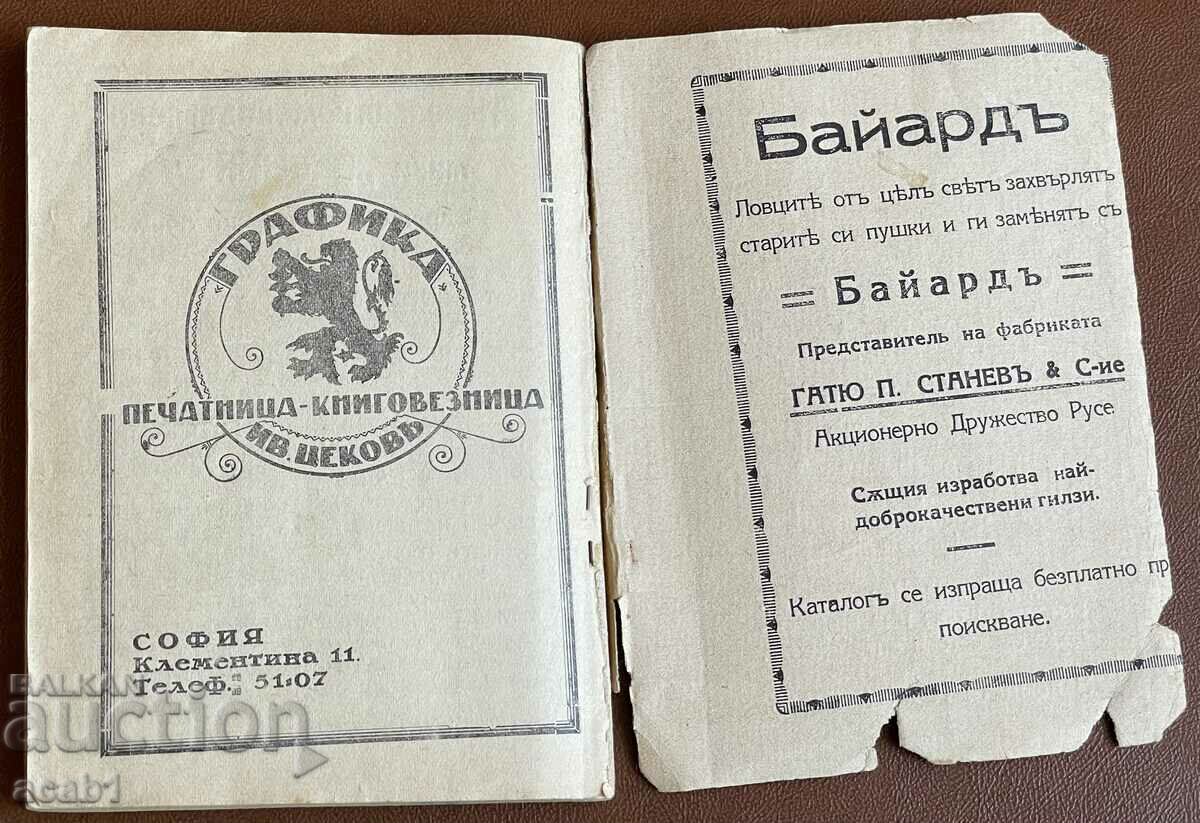 ГРАФИКА
ПЕЧАТНИЦА-КНИГОВЕЗНИЦА
ИВ. ЦЕКОВЪ
СОФИЯ
Клементина 11.
Телеф. 51-07
Байардъ
Ловцитѣ отъ цѣлъ свѣтъ захвърлятъ
старитѣ си пушки и ги замѣнятъ съ
= Байардъ =
Представитель на фабриката
ГАТЮ П. СТАНЕВЪ & С-ие
Акционерно Дружество Русе
Сѫщия изработва най-
доброкачествени гилзи.
Каталогъ се изпраща безплатно пр
поискване.
BALKAN
auction
acab1